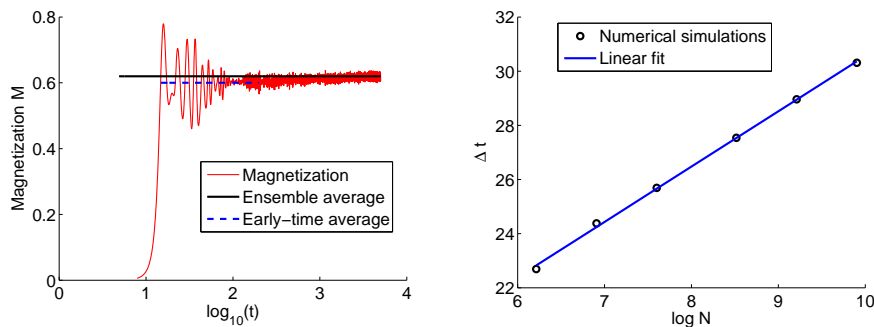 0.8
0.6
0.4
0.2
0
Magnetization M
0 1 2 3 4
log10(t)
Magnetization
Ensemble average
Early−time average
32
30
28
26
24
22
Δ t
6 7 8 9 10
log N
Numerical simulations
Linear fit